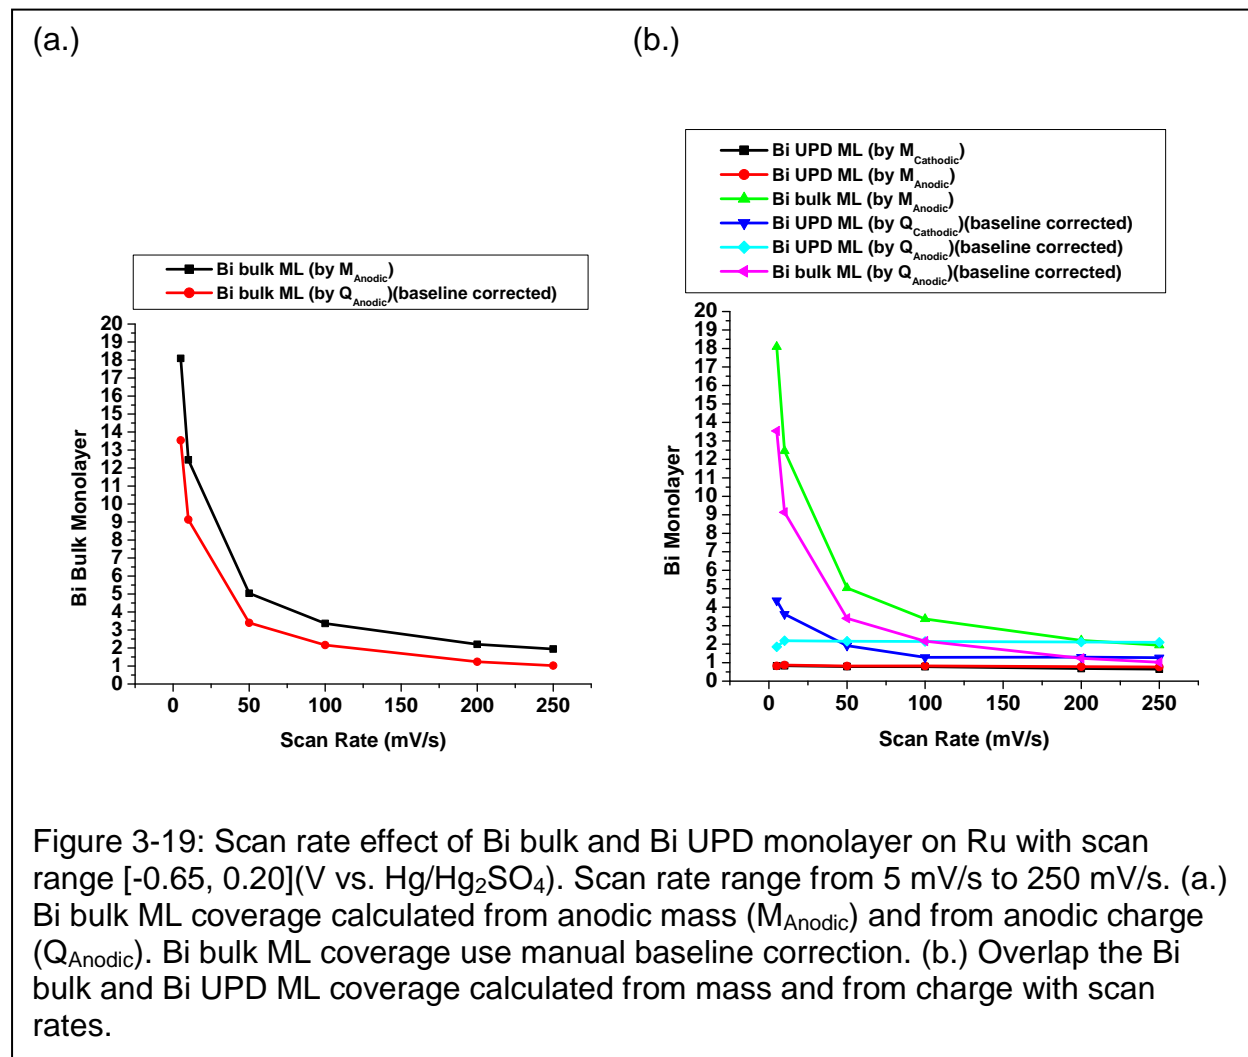 (a.)
(b.)
Bi bulk ML (by M_Anodic)
Bi bulk ML (by Q_Anodic)(baseline corrected)
20
19
18
17
16
15
14
13
12
11
10
9
8
7
6
5
4
3
2
1
0
Bi Bulk Monolayer
0 50 100 150 200 250
Scan Rate (mV/s)
Bi UPD ML (by M_Cathodic)
Bi UPD ML (by M_Anodic)
Bi bulk ML (by M_Anodic)
Bi UPD ML (by Q_Cathodic)(baseline corrected)
Bi UPD ML (by Q_Anodic)(baseline corrected)
Bi bulk ML (by Q_Anodic)(baseline corrected)
20
19
18
17
16
15
14
13
12
11
10
9
8
7
6
5
4
3
2
1
0
Bi Monolayer
0 50 100 150 200 250
Scan Rate (mV/s)
Figure 3-19: Scan rate effect of Bi bulk and Bi UPD monolayer on Ru with scan
range [-0.65, 0.20](V vs. Hg/Hg₂SO₄). Scan rate range from 5 mV/s to 250 mV/s. (a.)
Bi bulk ML coverage calculated from anodic mass (M_Anodic) and from anodic charge
(Q_Anodic). Bi bulk ML coverage use manual baseline correction. (b.) Overlap the Bi
bulk and Bi UPD ML coverage calculated from mass and from charge with scan
rates.